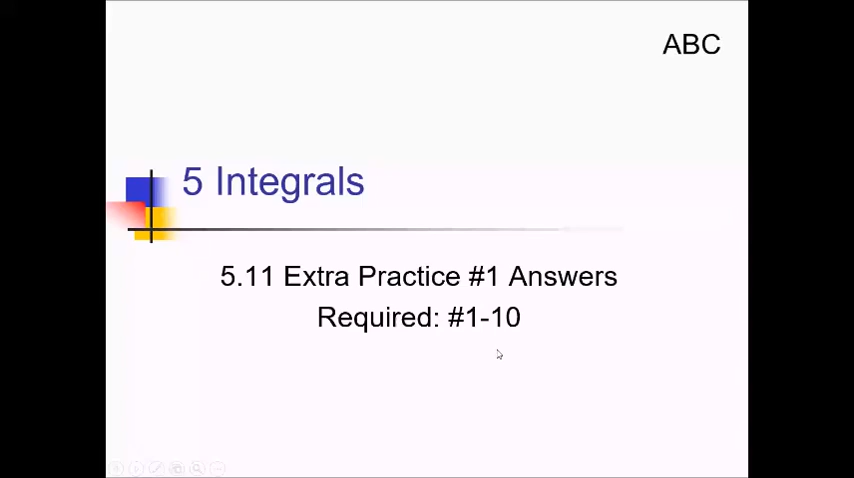 ABC
5 Integrals
5.11 Extra Practice #1 Answers
Required: #1-10